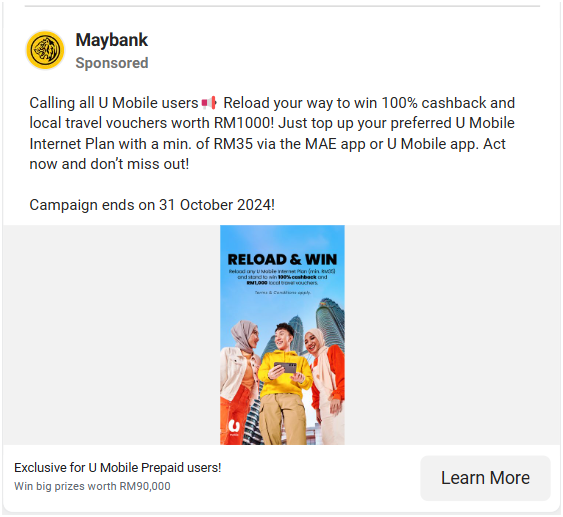 Maybank
Sponsored
Calling all U Mobile users📢 Reload your way to win 100% cashback and
local travel vouchers worth RM1000! Just top up your preferred U Mobile
Internet Plan with a min. of RM35 via the MAE app or U Mobile app. Act
now and don’t miss out!
Campaign ends on 31 October 2024!
RELOAD & WIN
Reload any U Mobile Internet Plan (min. RM35)
and stand to win 100% cashback and
RM1,000 local travel vouchers.
Terms & Conditions apply.
Exclusive for U Mobile Prepaid users!
Win big prizes worth RM90,000
Learn More